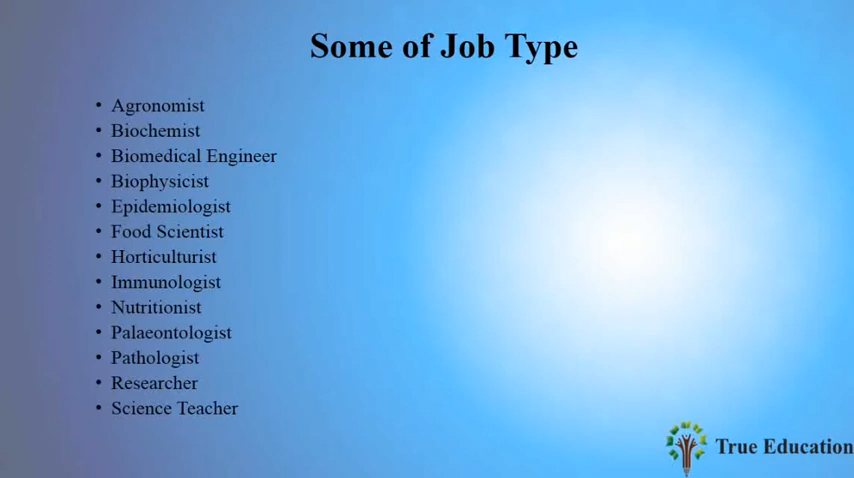 Some of Job Type
• Agronomist
• Biochemist
• Biomedical Engineer
• Biophysicist
• Epidemiologist
• Food Scientist
• Horticulturist
• Immunologist
• Nutritionist
• Palaeontologist
• Pathologist
• Researcher
• Science Teacher
True Education